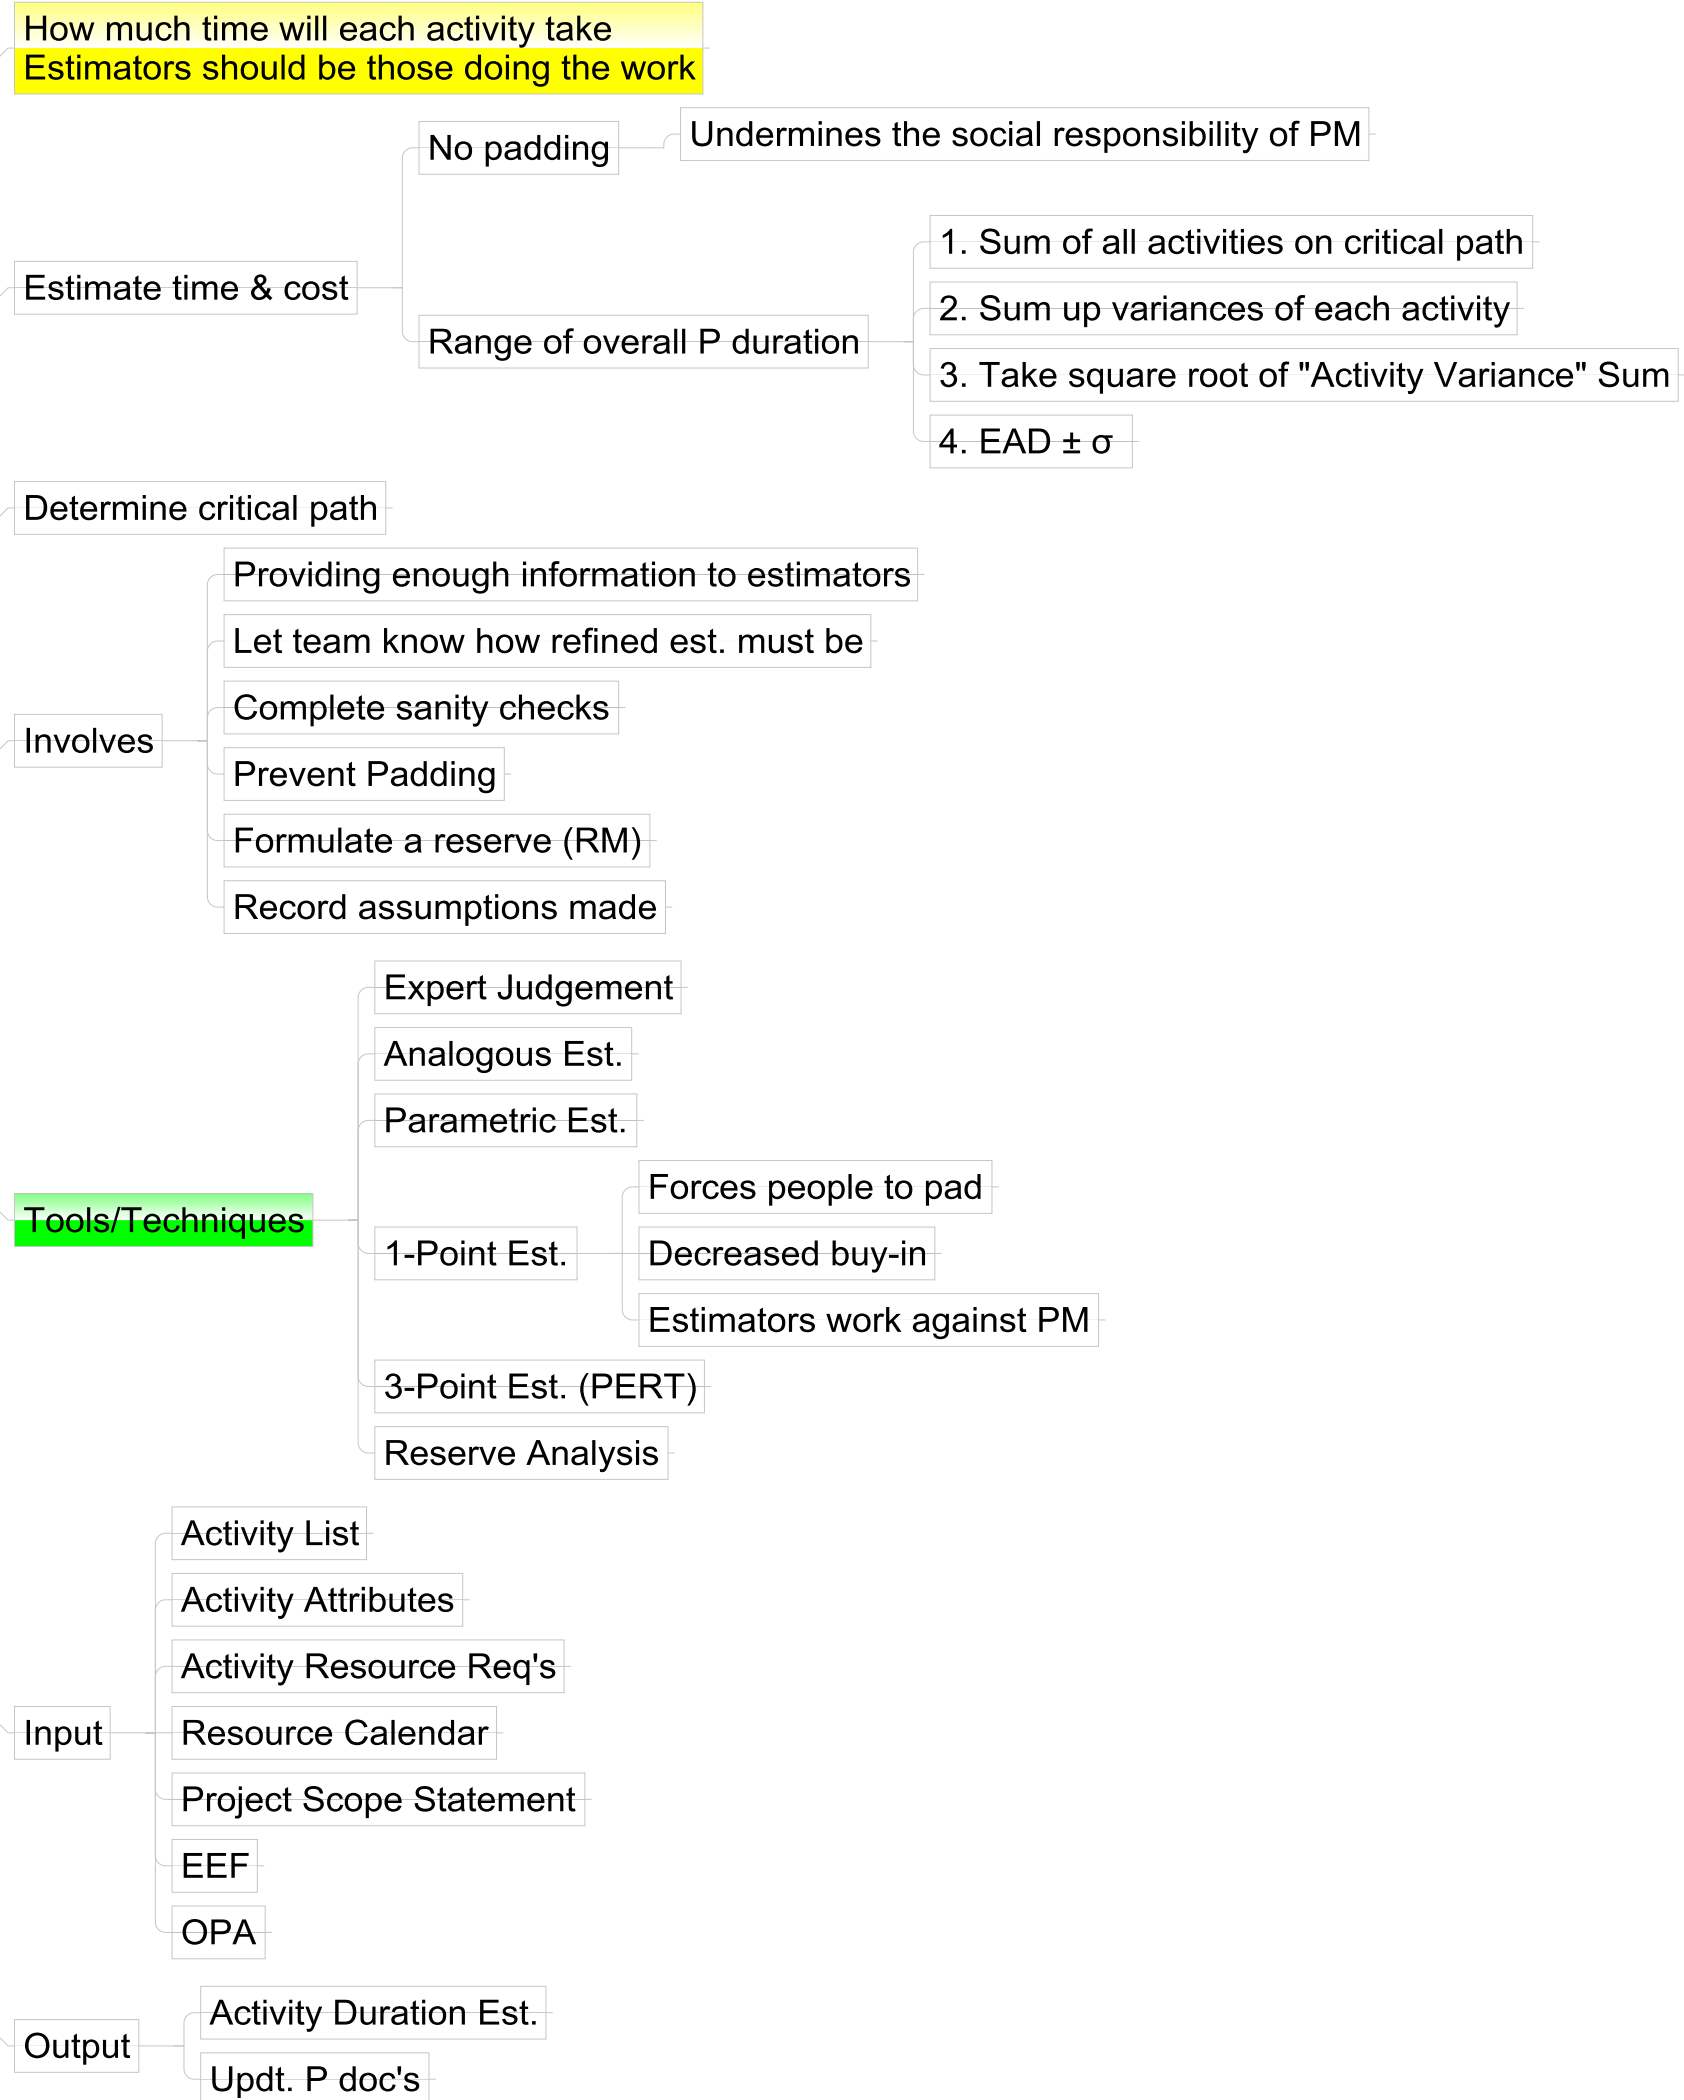 How much time will each activity take
Estimators should be those doing the work
No padding
Undermines the social responsibility of PM
Estimate time & cost
Range of overall P duration
1. Sum of all activities on critical path
2. Sum up variances of each activity
3. Take square root of "Activity Variance" Sum
4. EAD ± σ
Determine critical path
Involves
Providing enough information to estimators
Let team know how refined est. must be
Complete sanity checks
Prevent Padding
Formulate a reserve (RM)
Record assumptions made
Tools/Techniques
Expert Judgement
Analogous Est.
Parametric Est.
1-Point Est.
Forces people to pad
Decreased buy-in
Estimators work against PM
3-Point Est. (PERT)
Reserve Analysis
Input
Activity List
Activity Attributes
Activity Resource Req's
Resource Calendar
Project Scope Statement
EEF
OPA
Output
Activity Duration Est.
Updt. P doc's